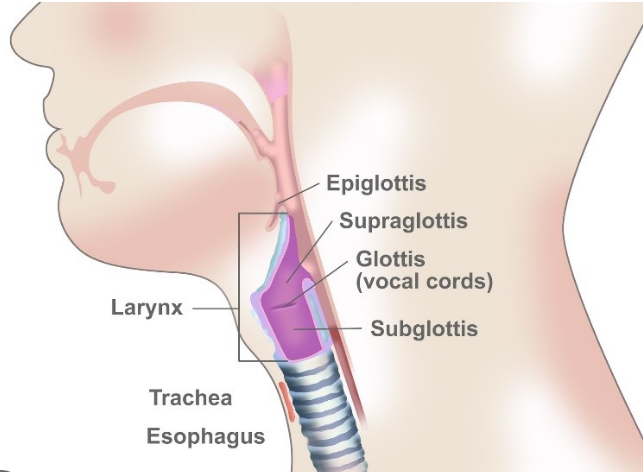 Epiglottis
Supraglottis
Glottis
(vocal cords)
Larynx
Subglottis
Trachea
Esophagus